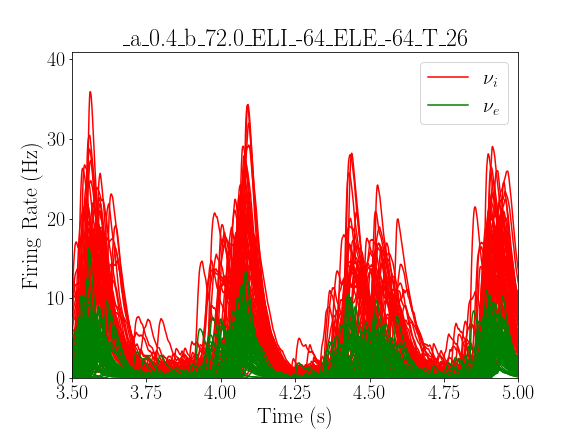 _a_0.4_b_72.0_ELI_-64_ELE_-64_T_26
40
30
20
10
0
Firing Rate (Hz)
νi
νe
3.50 3.75 4.00 4.25 4.50 4.75 5.00
Time (s)